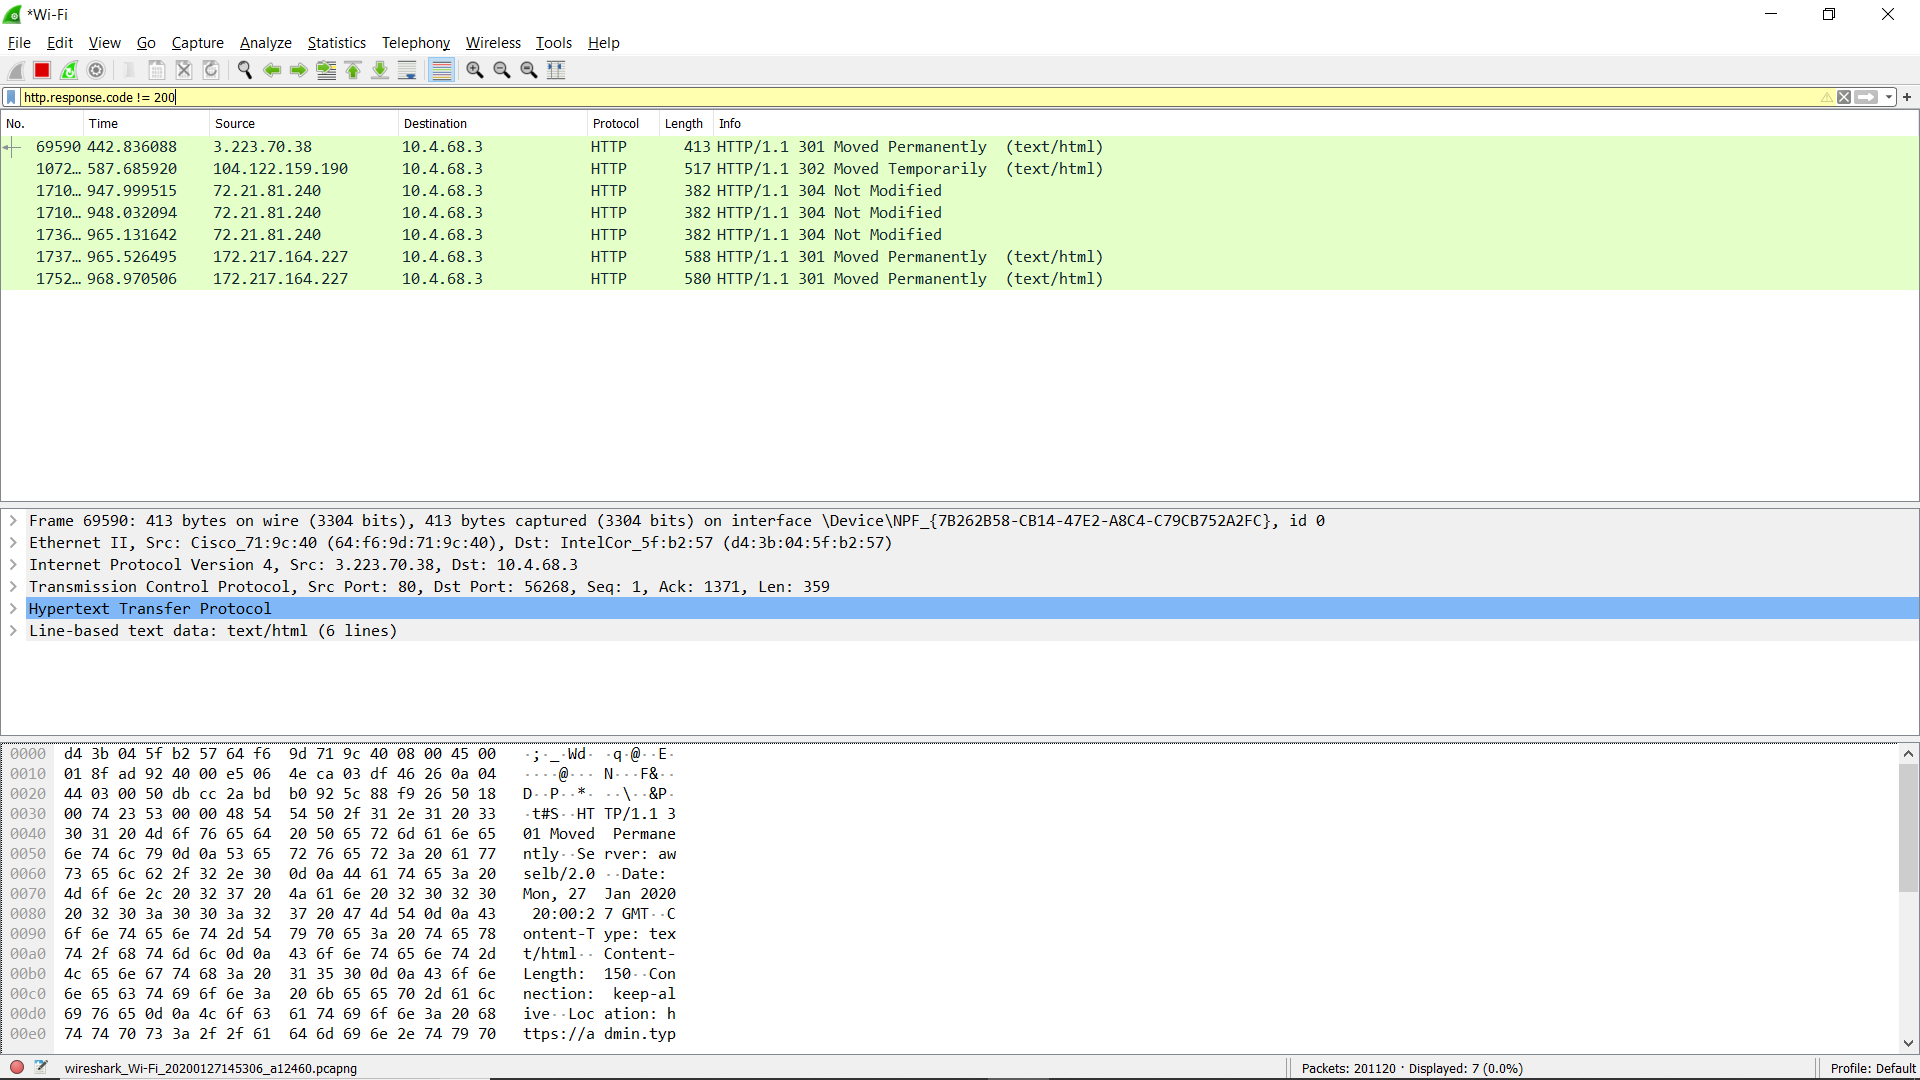 *Wi-Fi
File Edit View Go Capture Analyze Statistics Telephony Wireless Tools Help
http.response.code != 200
No. Time Source Destination Protocol Length Info
69590 442.836088 3.223.70.38 10.4.68.3 HTTP 413 HTTP/1.1 301 Moved Permanently (text/html)
1072… 587.685920 104.122.159.190 10.4.68.3 HTTP 517 HTTP/1.1 302 Moved Temporarily (text/html)
1710… 947.999515 72.21.81.240 10.4.68.3 HTTP 382 HTTP/1.1 304 Not Modified
1710… 948.032094 72.21.81.240 10.4.68.3 HTTP 382 HTTP/1.1 304 Not Modified
1736… 965.131642 72.21.81.240 10.4.68.3 HTTP 382 HTTP/1.1 304 Not Modified
1737… 965.526495 172.217.164.227 10.4.68.3 HTTP 588 HTTP/1.1 301 Moved Permanently (text/html)
1752… 968.970506 172.217.164.227 10.4.68.3 HTTP 580 HTTP/1.1 301 Moved Permanently (text/html)
Frame 69590: 413 bytes on wire (3304 bits), 413 bytes captured (3304 bits) on interface \Device\NPF_{7B262B58-CB14-47E2-A8C4-C79CB752A2FC}, id 0
Ethernet II, Src: Cisco_71:9c:40 (64:f6:9d:71:9c:40), Dst: IntelCor_5f:b2:57 (d4:3b:04:5f:b2:57)
Internet Protocol Version 4, Src: 3.223.70.38, Dst: 10.4.68.3
Transmission Control Protocol, Src Port: 80, Dst Port: 56268, Seq: 1, Ack: 1371, Len: 359
Hypertext Transfer Protocol
Line-based text data: text/html (6 lines)
0000 d4 3b 04 5f b2 57 64 f6 9d 71 9c 40 08 00 45 00 ·;·_·Wd· ·q·@··E·
0010 01 8f ad 92 40 00 e5 06 4e ca 03 df 46 26 0a 04 ····@··· N···F&··
0020 44 03 00 50 db cc 2a bd b0 92 5c 88 f9 26 50 18 D··P··*· ··\··&P·
0030 00 74 23 53 00 00 48 54 54 50 2f 31 2e 31 20 33 ·t#S··HT TP/1.1 3
0040 30 31 20 4d 6f 76 65 64 20 50 65 72 6d 61 6e 65 01 Moved Permane
0050 6e 74 6c 79 0d 0a 53 65 72 76 65 72 3a 20 61 77 ntly··Se rver: aw
0060 73 65 6c 62 2f 32 2e 30 0d 0a 44 61 74 65 3a 20 selb/2.0 ··Date:
0070 4d 6f 6e 2c 20 32 37 20 4a 61 6e 20 32 30 32 30 Mon, 27 Jan 2020
0080 20 32 30 3a 30 30 3a 32 37 20 47 4d 54 0d 0a 43 20:00:2 7 GMT··C
0090 6f 6e 74 65 6e 74 2d 54 79 70 65 3a 20 74 65 78 ontent-T ype: tex
00a0 74 2f 68 74 6d 6c 0d 0a 43 6f 6e 74 65 6e 74 2d t/html·· Content-
00b0 4c 65 6e 67 74 68 3a 20 31 35 30 0d 0a 43 6f 6e Length: 150··Con
00c0 6e 65 63 74 69 6f 6e 3a 20 6b 65 65 70 2d 61 6c nection: keep-al
00d0 69 76 65 0d 0a 4c 6f 63 61 74 69 6f 6e 3a 20 68 ive··Loc ation: h
00e0 74 74 70 73 3a 2f 2f 61 64 6d 69 6e 2e 74 79 70 ttps://a dmin.typ
wireshark_Wi-Fi_20200127145306_a12460.pcapng Packets: 201120 · Displayed: 7 (0.0%) Profile: Default